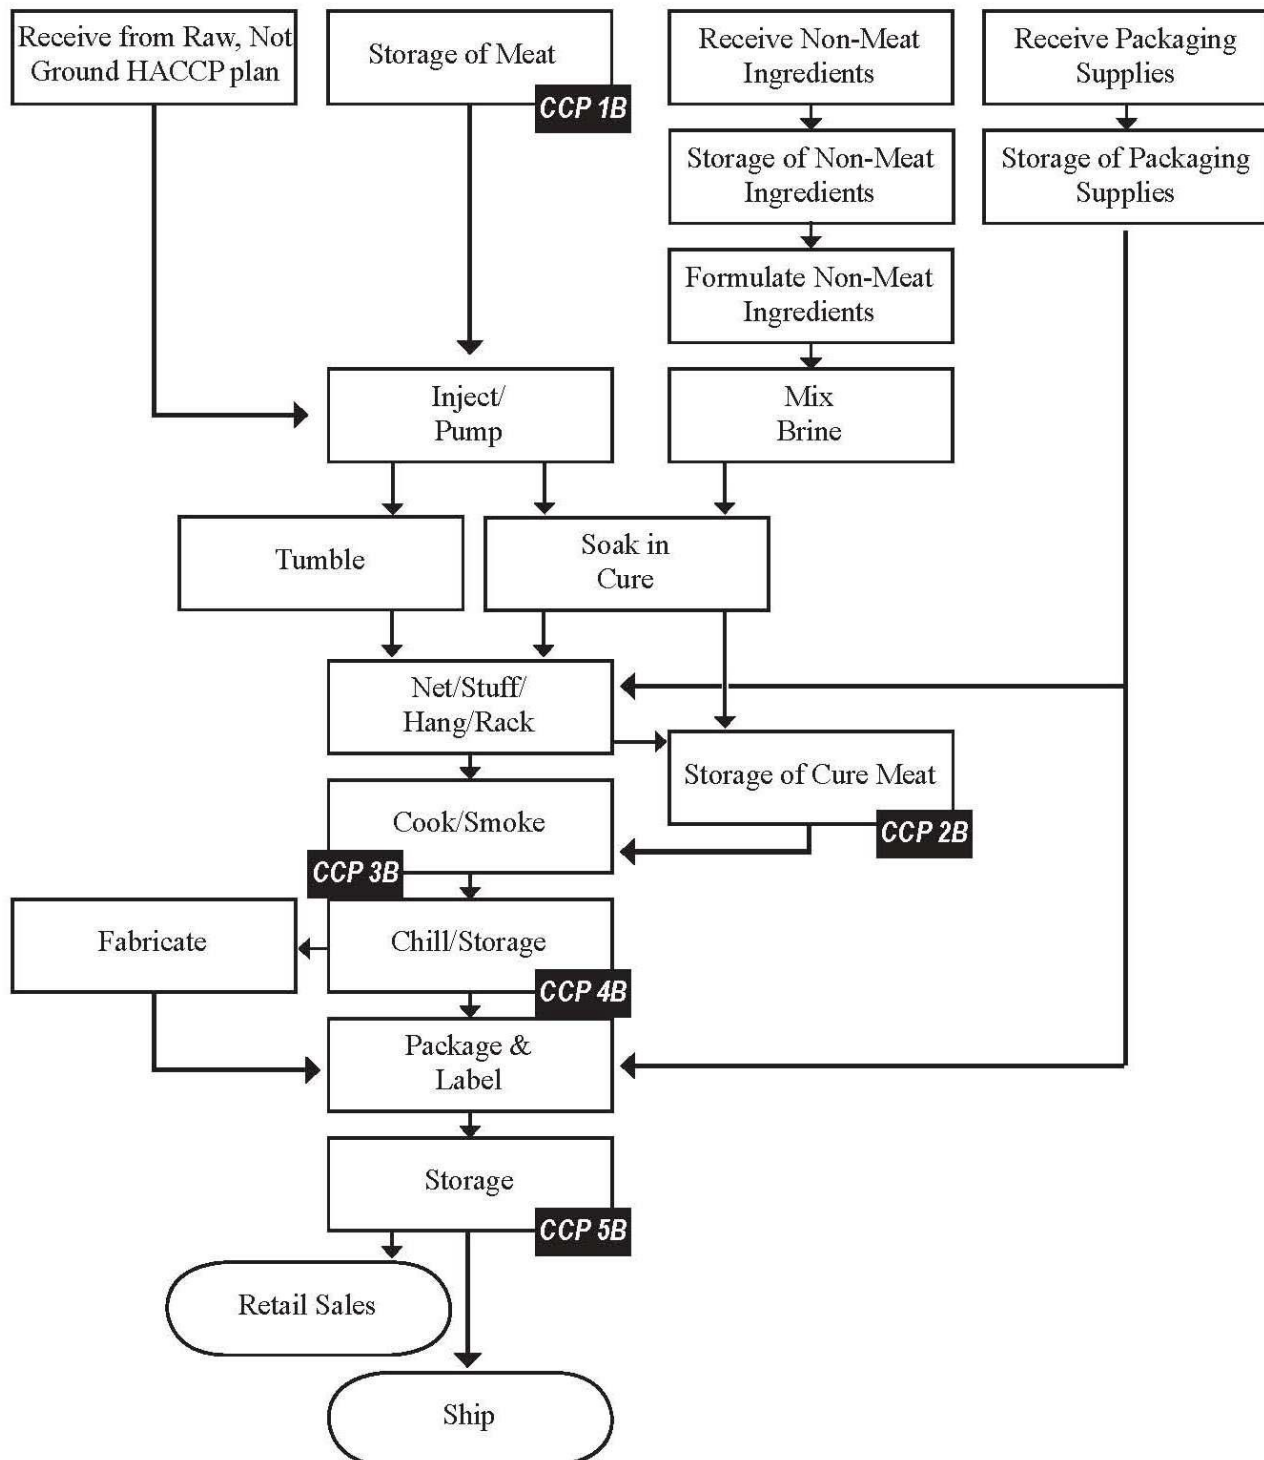 Receive from Raw, Not
Ground HACCP plan
Storage of Meat
CCP 1B
Receive Non-Meat
Ingredients
Receive Packaging
Supplies
Storage of Non-Meat
Ingredients
Storage of Packaging
Supplies
Formulate Non-Meat
Ingredients
Inject/
Pump
Mix
Brine
Tumble
Soak in
Cure
Net/Stuff/
Hang/Rack
Storage of Cure Meat
CCP 2B
Cook/Smoke
CCP 3B
Fabricate
Chill/Storage
CCP 4B
Package &
Label
Storage
CCP 5B
Retail Sales
Ship